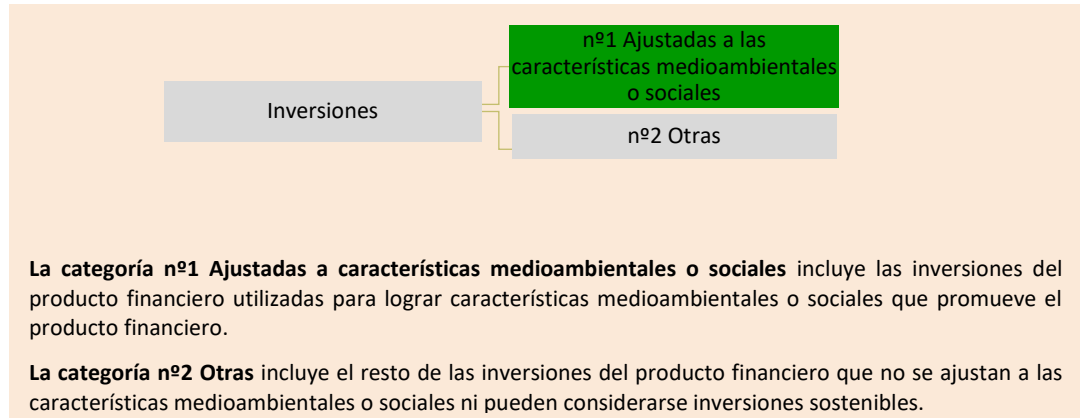 nº1 Ajustadas a las
características medioambientales
o sociales
Inversiones
nº2 Otras
La categoría nº1 Ajustadas a características medioambientales o sociales incluye las inversiones del
producto financiero utilizadas para lograr características medioambientales o sociales que promueve el
producto financiero.
La categoría nº2 Otras incluye el resto de las inversiones del producto financiero que no se ajustan a las
características medioambientales o sociales ni pueden considerarse inversiones sostenibles.